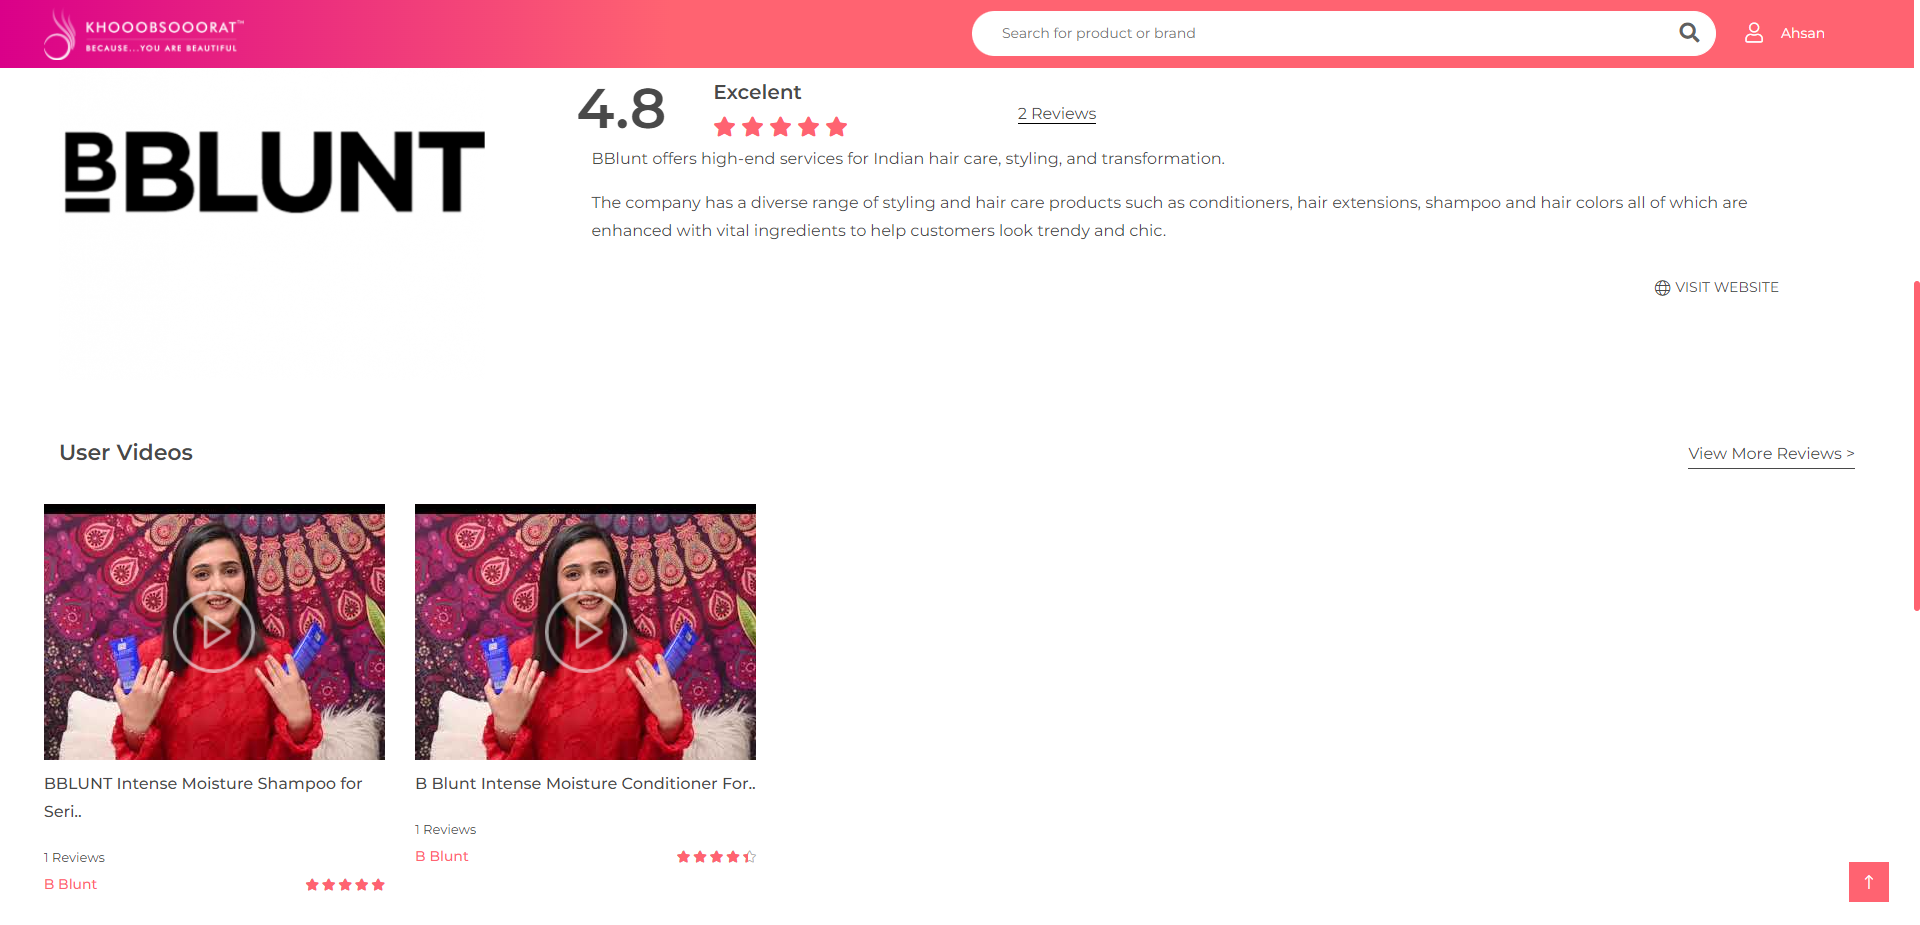 KHOOOBSOOORAT™
BECAUSE...YOU ARE BEAUTIFUL
Search for product or brand
Ahsan
BBLUNT
4.8
Excelent
2 Reviews
BBlunt offers high-end services for Indian hair care, styling, and transformation.
The company has a diverse range of styling and hair care products such as conditioners, hair extensions, shampoo and hair colors all of which are
enhanced with vital ingredients to help customers look trendy and chic.
VISIT WEBSITE
User Videos
View More Reviews >
BBLUNT Intense Moisture Shampoo for
Seri..
1 Reviews
B Blunt
B Blunt Intense Moisture Conditioner For..
1 Reviews
B Blunt